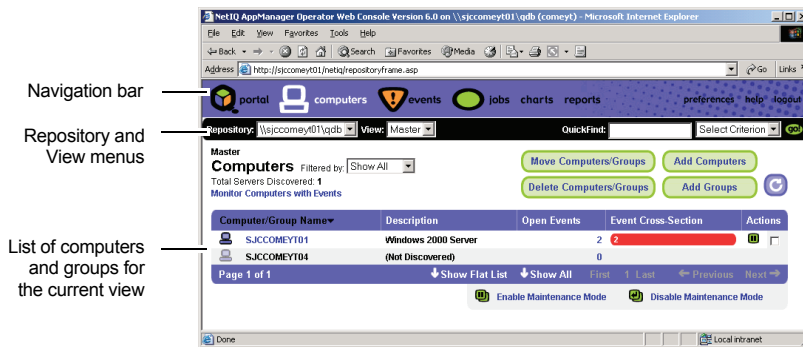 NetIQ AppManager Operator Web Console Version 6.0 on \\sjccomeyt01\qdb (comeyt) - Microsoft Internet Explorer
File Edit View Favorites Tools Help
Back Search Favorites Media
Address http://sjccomeyt01/netiq/repositoryframe.asp Go Links
Navigation bar
portal computers events jobs charts reports preferences help logout
Repository and
View menus
Repository: \\sjccomeyt01\qdb View: Master QuickFind: Select Criterion go!
Master
Computers Filtered by: Show All
Total Servers Discovered: 1
Monitor Computers with Events
Move Computers/Groups Add Computers
Delete Computers/Groups Add Groups
List of computers
and groups for
the current view
Computer/Group Name Description Open Events Event Cross-Section Actions
SJCCOMEYT01 Windows 2000 Server 2 2
SJCCOMEYT04 (Not Discovered) 0
Page 1 of 1 Show Flat List Show All First 1 Last Previous Next
Enable Maintenance Mode Disable Maintenance Mode
Done Local intranet